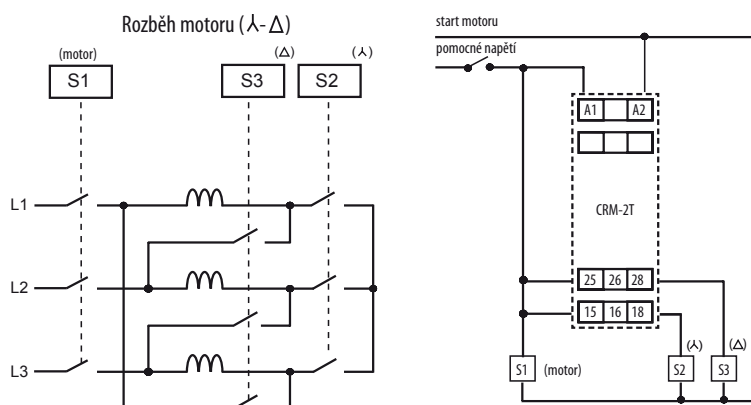 Rozběh motoru (⅄-Δ)
(motor)
(Δ)
(⅄)
S1
S3
S2
L1
L2
L3
start motoru
pomocné napětí
A1
A2
CRM-2T
25
26
28
15
16
18
(⅄)
(Δ)
S1
(motor)
S2
S3